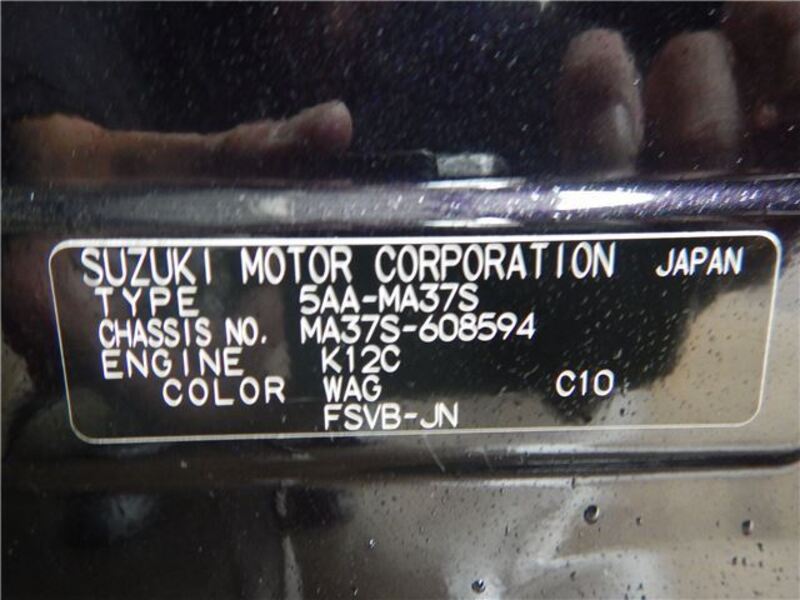 SUZUKI MOTOR CORPORATION JAPAN
TYPE 5AA-MA37S
CHASSIS NO. MA37S-608594
ENGINE K12C
COLOR WAG C10
FSVB-JN